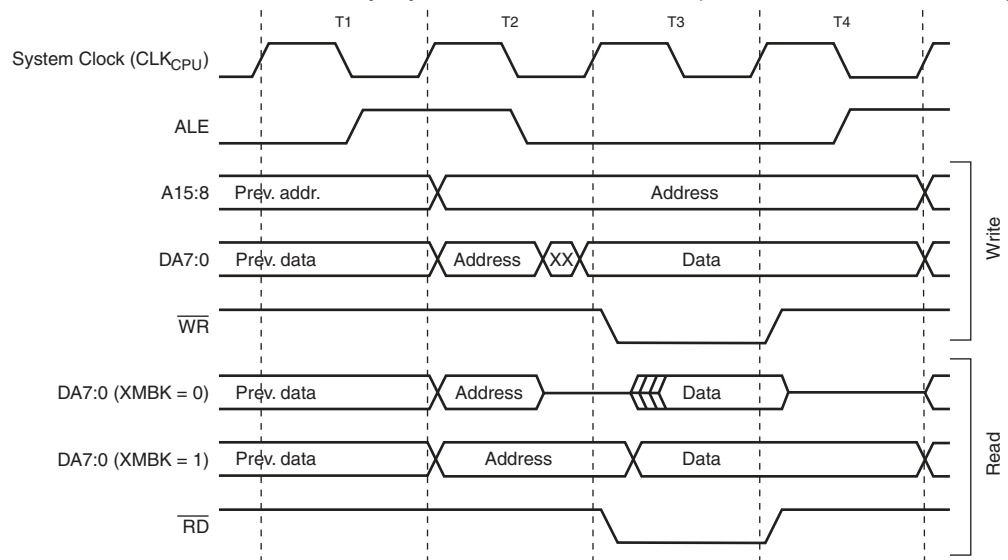 T1 T2 T3 T4
System Clock (CLKCPU)
ALE
A15:8 Prev. addr. Address
DA7:0 Prev. data Address XX Data
WR
DA7:0 (XMBK = 0) Prev. data Address Data
DA7:0 (XMBK = 1) Prev. data Address Data
RD
Write
Read